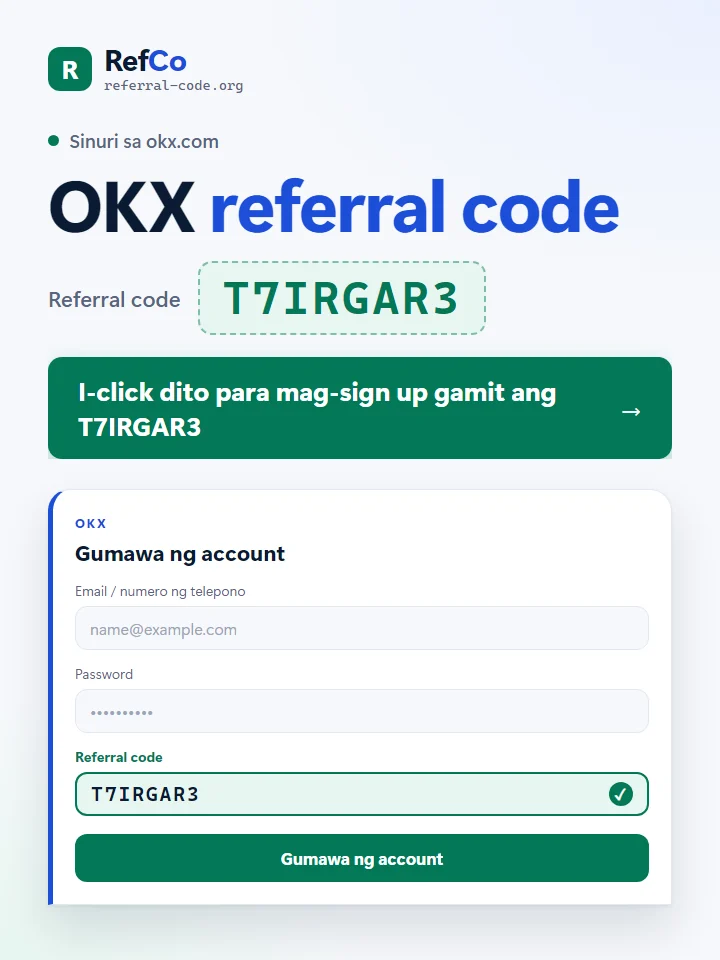 R
RefCo
referral-code.org
Sinuri sa okx.com
OKX referral code
Referral code
T7IRGAR3
I-click dito para mag-sign up gamit ang
T7IRGAR3
→
OKX
Gumawa ng account
Email / numero ng telepono
name@example.com
Password
••••••••••
Referral code
T7IRGAR3
✓
Gumawa ng account